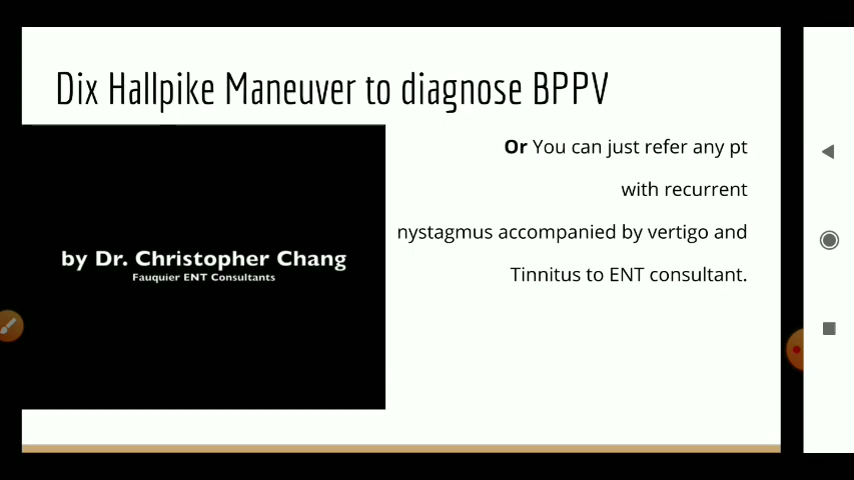 Dix Hallpike Maneuver to diagnose BPPV
by Dr. Christopher Chang
Fauquier ENT Consultants
Or You can just refer any pt
with recurrent
nystagmus accompanied by vertigo and
Tinnitus to ENT consultant.